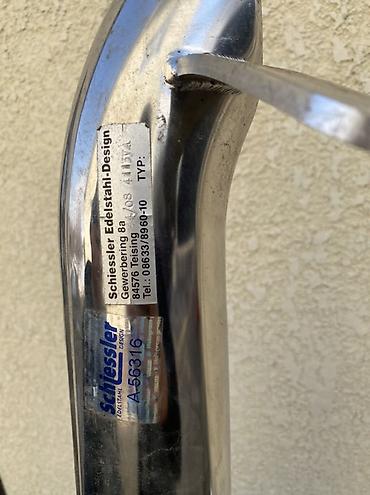 Schiessler Edelstahl-Design
Gewerbering 8a
84576 Teising
Tel.: 08633/8960-10 TYP:
Schiessler
EDELSTAHL DESIGN
A 56316